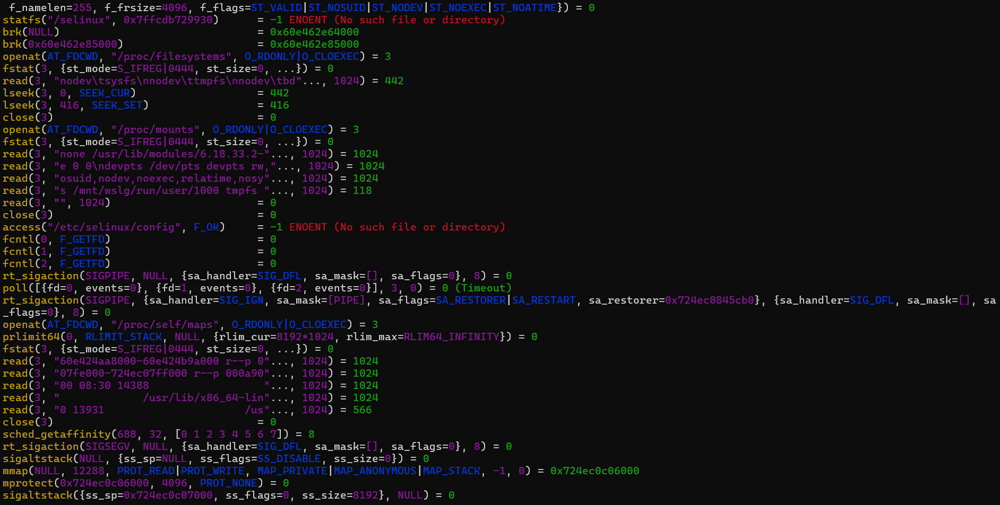 f_namelen=255, f_frsize=4096, f_flags=ST_VALID|ST_NOSUID|ST_NODEV|ST_NOEXEC|ST_NOATIME}) = 0
statfs("/selinux", 0x7ffcdb729930)      = -1 ENOENT (No such file or directory)
brk(NULL)                               = 0x60e462e64000
brk(0x60e462e85000)                     = 0x60e462e85000
openat(AT_FDCWD, "/proc/filesystems", O_RDONLY|O_CLOEXEC) = 3
fstat(3, {st_mode=S_IFREG|0444, st_size=0, ...}) = 0
read(3, "nodev\tsysfs\nnodev\ttmpfs\nnodev\tbd"..., 1024) = 442
lseek(3, 0, SEEK_CUR)                   = 442
lseek(3, 416, SEEK_SET)                 = 416
close(3)                                = 0
openat(AT_FDCWD, "/proc/mounts", O_RDONLY|O_CLOEXEC) = 3
fstat(3, {st_mode=S_IFREG|0444, st_size=0, ...}) = 0
read(3, "none /usr/lib/modules/6.18.33.2-"..., 1024) = 1024
read(3, "e 0 0\ndevpts /dev/pts devpts rw,"..., 1024) = 1024
read(3, "osuid,nodev,noexec,relatime,nosy"..., 1024) = 1024
read(3, "s /mnt/wslg/run/user/1000 tmpfs "..., 1024) = 118
read(3, "", 1024)                       = 0
close(3)                                = 0
access("/etc/selinux/config", F_OK)     = -1 ENOENT (No such file or directory)
fcntl(0, F_GETFD)                       = 0
fcntl(1, F_GETFD)                       = 0
fcntl(2, F_GETFD)                       = 0
rt_sigaction(SIGPIPE, NULL, {sa_handler=SIG_DFL, sa_mask=[], sa_flags=0}, 8) = 0
poll([{fd=0, events=0}, {fd=1, events=0}, {fd=2, events=0}], 3, 0) = 0 (Timeout)
rt_sigaction(SIGPIPE, {sa_handler=SIG_IGN, sa_mask=[PIPE], sa_flags=SA_RESTORER|SA_RESTART, sa_restorer=0x724ec0845cb0}, {sa_handler=SIG_DFL, sa_mask=[], sa
_flags=0}, 8) = 0
openat(AT_FDCWD, "/proc/self/maps", O_RDONLY|O_CLOEXEC) = 3
prlimit64(0, RLIMIT_STACK, NULL, {rlim_cur=8192*1024, rlim_max=RLIM64_INFINITY}) = 0
fstat(3, {st_mode=S_IFREG|0444, st_size=0, ...}) = 0
read(3, "60e424aa8000-60e424b9a000 r--p 0"..., 1024) = 1024
read(3, "07fe000-724ec07ff000 r--p 000a90"..., 1024) = 1024
read(3, "00 08:30 14388                  "..., 1024) = 1024
read(3, "             /usr/lib/x86_64-lin"..., 1024) = 1024
read(3, "0 13931                      /us"..., 1024) = 566
close(3)                                = 0
sched_getaffinity(688, 32, [0 1 2 3 4 5 6 7]) = 8
rt_sigaction(SIGSEGV, NULL, {sa_handler=SIG_DFL, sa_mask=[], sa_flags=0}, 8) = 0
sigaltstack(NULL, {ss_sp=NULL, ss_flags=SS_DISABLE, ss_size=0}) = 0
mmap(NULL, 12288, PROT_READ|PROT_WRITE, MAP_PRIVATE|MAP_ANONYMOUS|MAP_STACK, -1, 0) = 0x724ec0c06000
mprotect(0x724ec0c06000, 4096, PROT_NONE) = 0
sigaltstack({ss_sp=0x724ec0c07000, ss_flags=0, ss_size=8192}, NULL) = 0